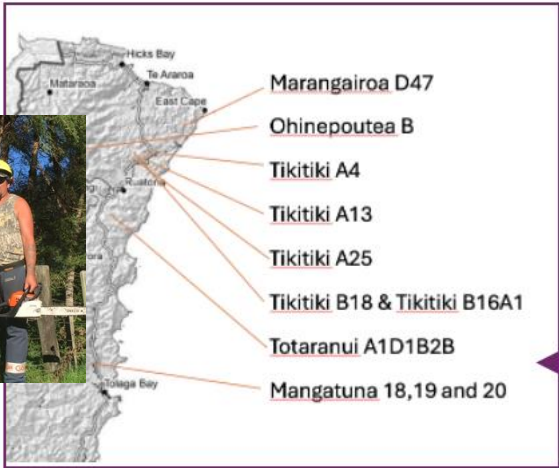 Hicks Bay
Mataraoa
Te Araroa
East Cape
Ruatoria
Tolaga Bay
Marangairoa D47
Ohinepoutea B
Tikitiki A4
Tikitiki A13
Tikitiki A25
Tikitiki B18 & Tikitiki B16A1
Totaranui A1D1B2B
Mangatuna 18,19 and 20